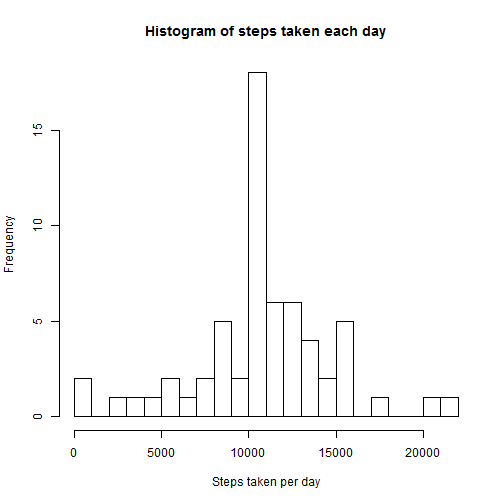 Histogram of steps taken each day
Frequency
15
10
5
0
0 5000 10000 15000 20000
Steps taken per day